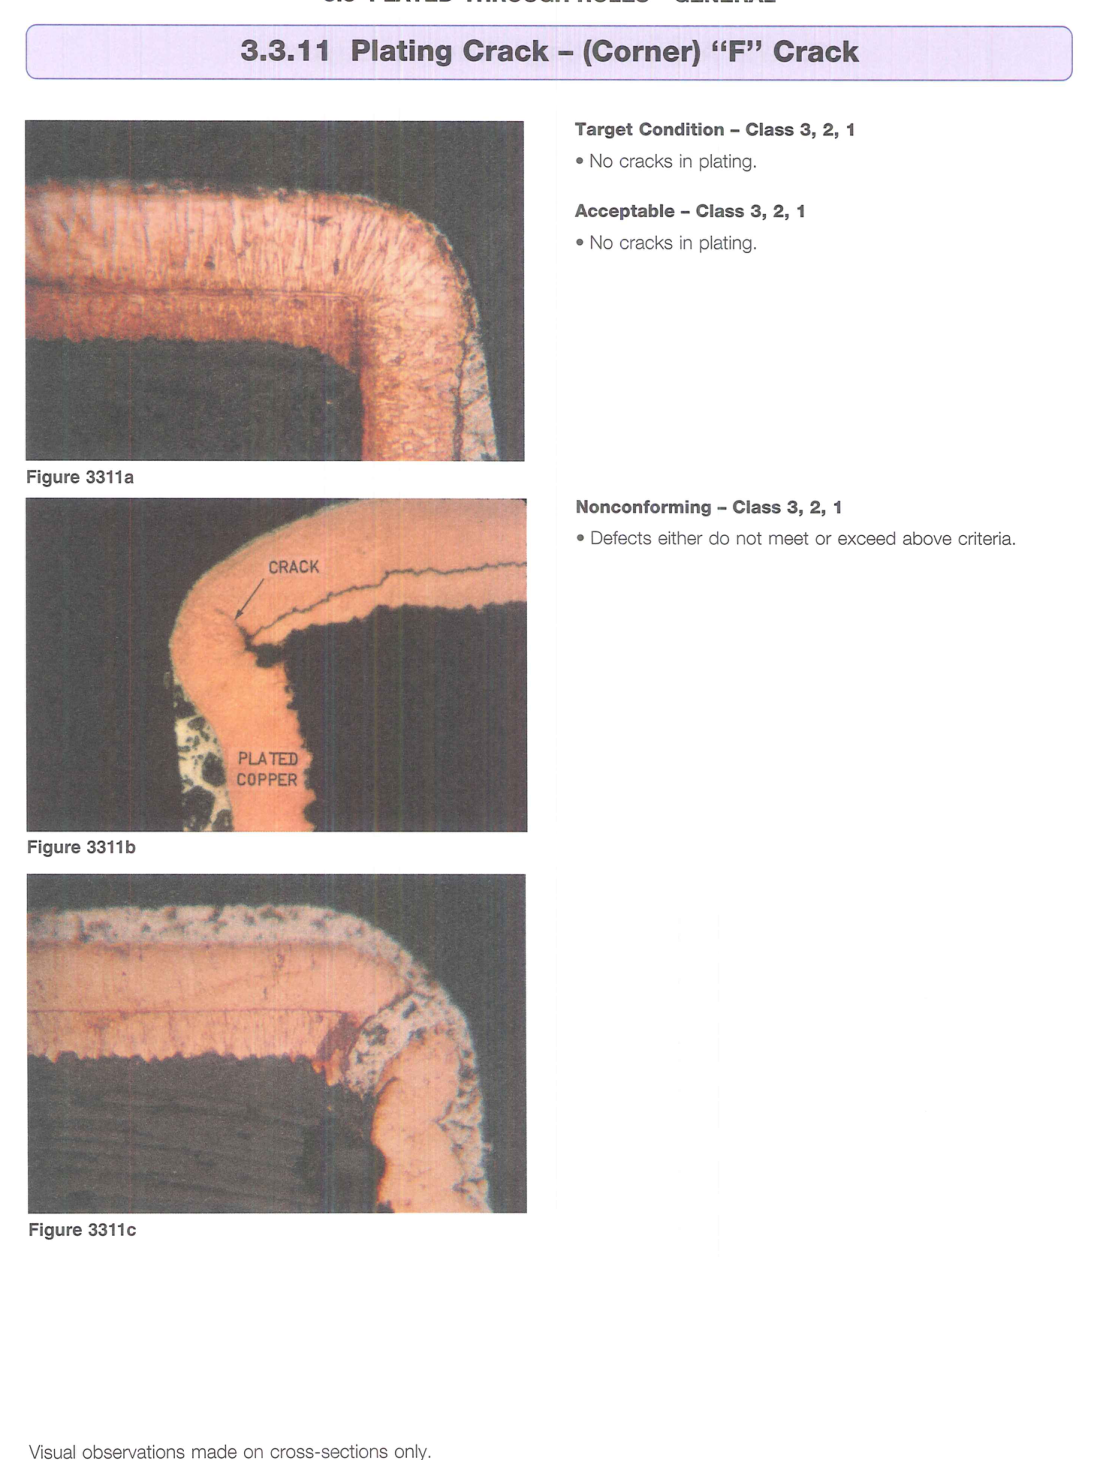 3.3.11 Plating Crack – (Corner) “F” Crack
Target Condition – Class 3, 2, 1
• No cracks in plating.
Acceptable – Class 3, 2, 1
• No cracks in plating.
Figure 3311a
Nonconforming – Class 3, 2, 1
• Defects either do not meet or exceed above criteria.
CRACK
PLATED
COPPER
Figure 3311b
Figure 3311c
Visual observations made on cross-sections only.